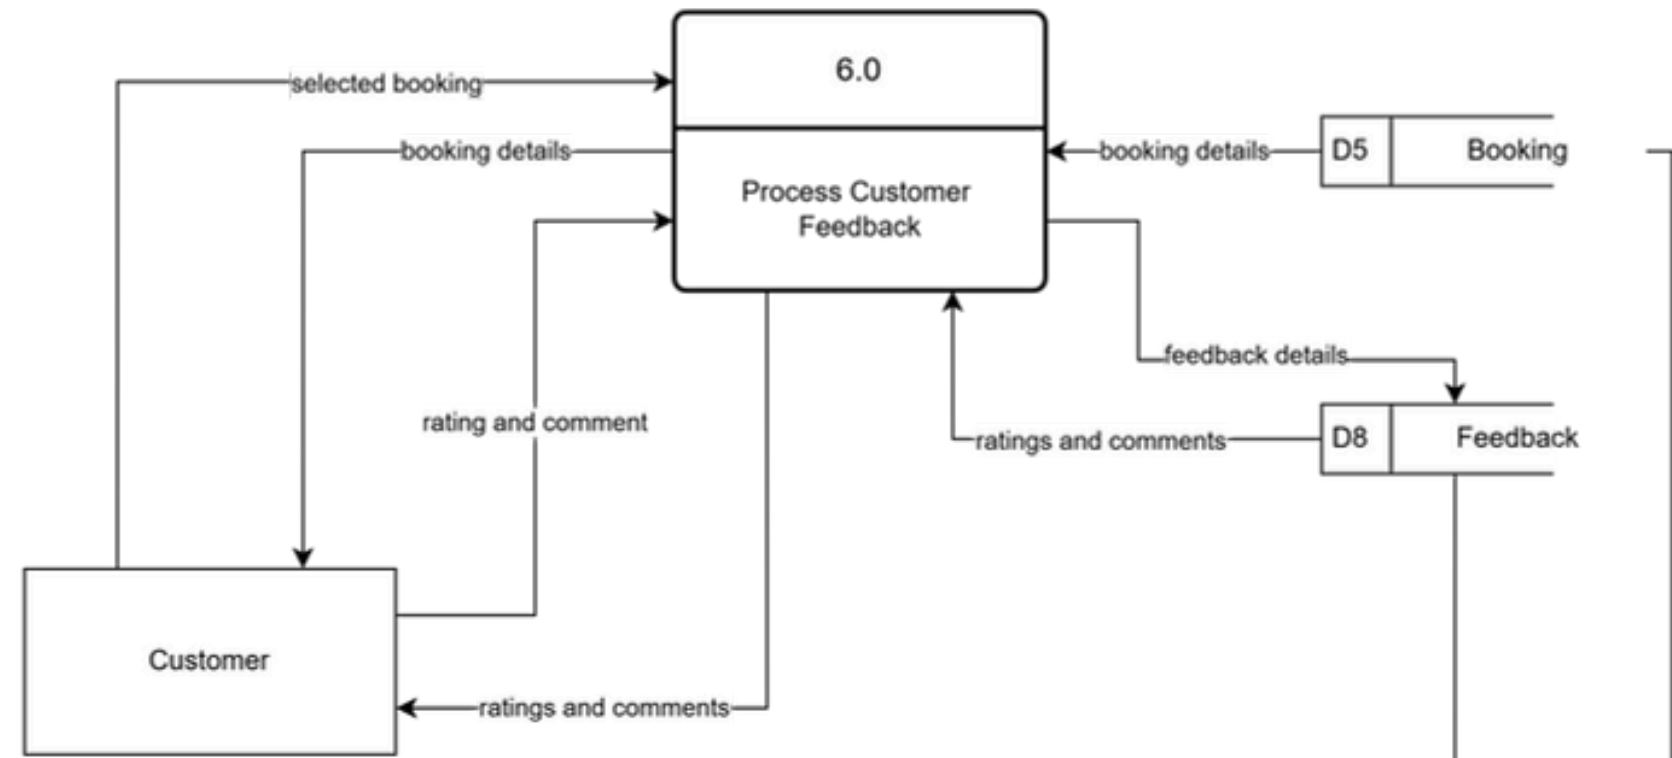 6.0
selected booking
booking details
booking details
D5
Booking
Process Customer
Feedback
feedback details
rating and comment
ratings and comments
D8
Feedback
Customer
ratings and comments